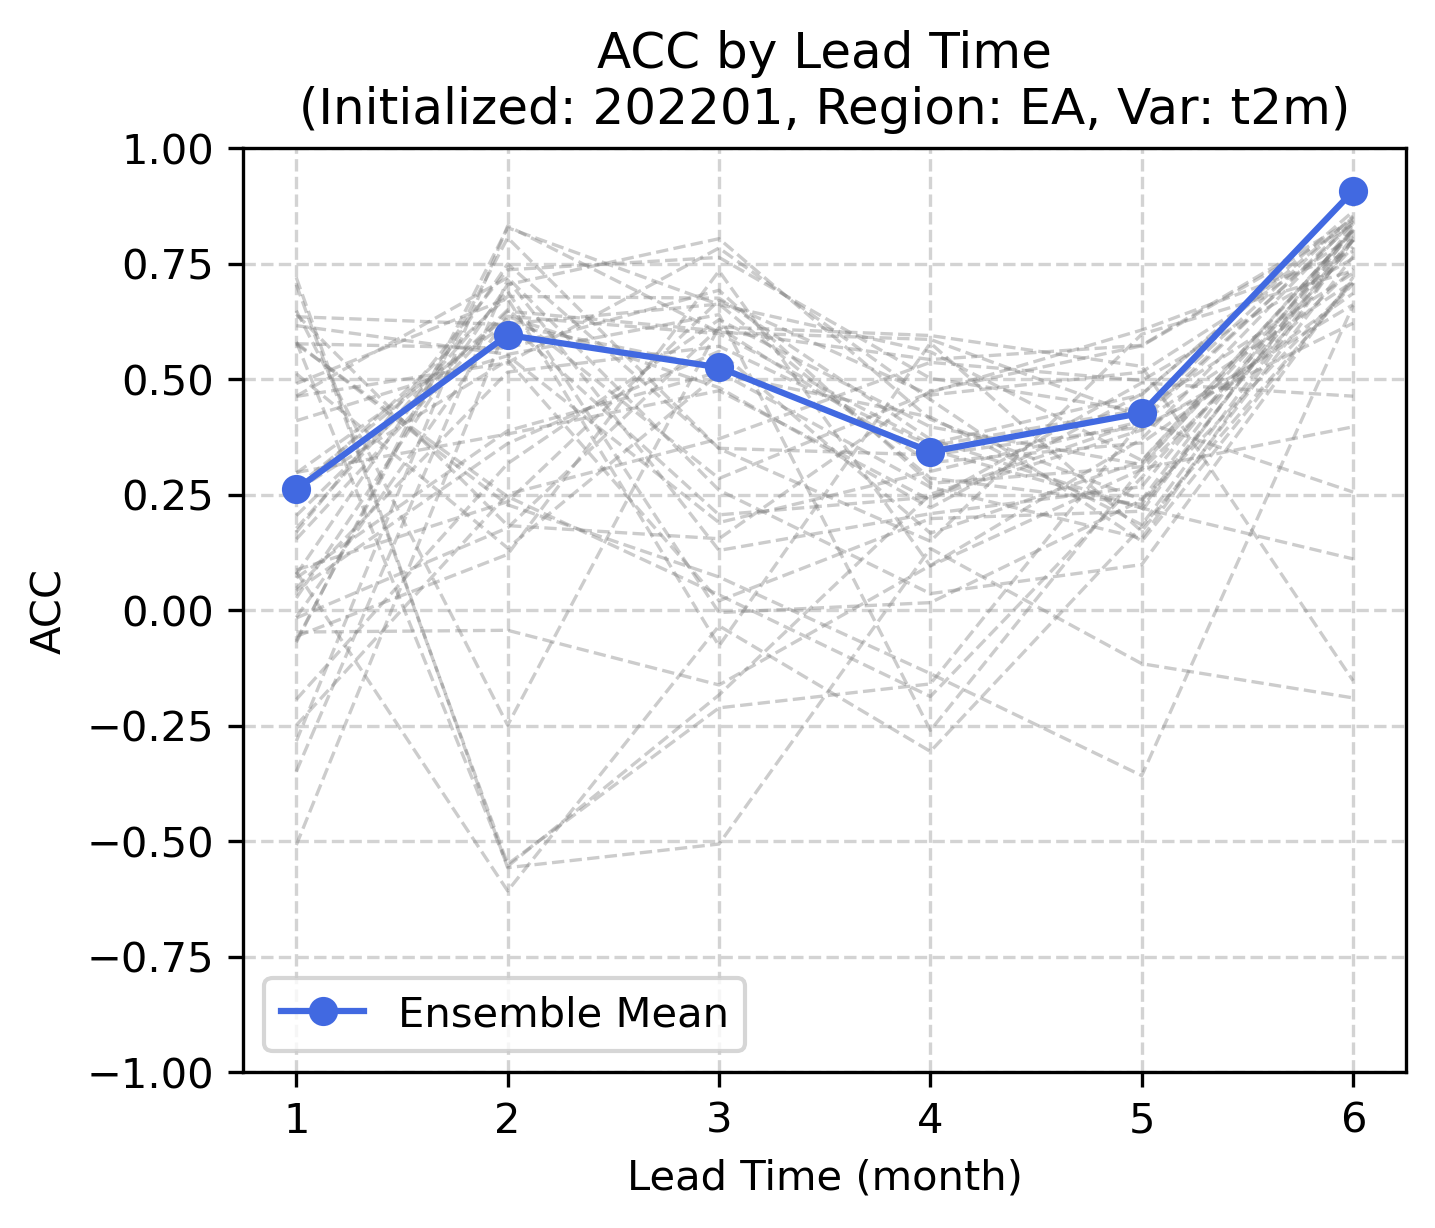 ACC by Lead Time
(Initialized: 202201, Region: EA, Var: t2m)
1.00
0.75
0.50
0.25
0.00
−0.25
−0.50
−0.75
−1.00
ACC
Ensemble Mean
1 2 3 4 5 6
Lead Time (month)